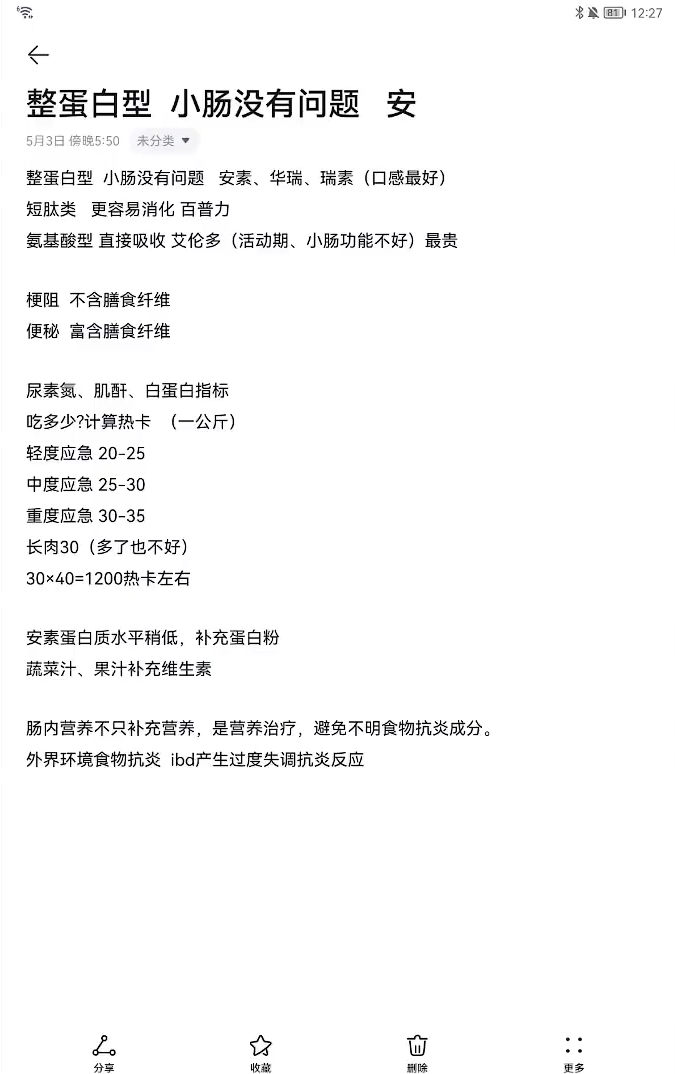 6
81 12:27
整蛋白型 小肠没有问题 安
5月3日 傍晚5:50 未分类
整蛋白型 小肠没有问题 安素、华瑞、瑞素（口感最好）
短肽类 更容易消化 百普力
氨基酸型 直接吸收 艾伦多（活动期、小肠功能不好）最贵
梗阻 不含膳食纤维
便秘 富含膳食纤维
尿素氮、肌酐、白蛋白指标
吃多少?计算热卡 （一公斤）
轻度应急 20-25
中度应急 25-30
重度应急 30-35
长肉30（多了也不好）
30×40=1200热卡左右
安素蛋白质水平稍低，补充蛋白粉
蔬菜汁、果汁补充维生素
肠内营养不只补充营养，是营养治疗，避免不明食物抗炎成分。
外界环境食物抗炎 ibd产生过度失调抗炎反应
分享 收藏 删除 更多